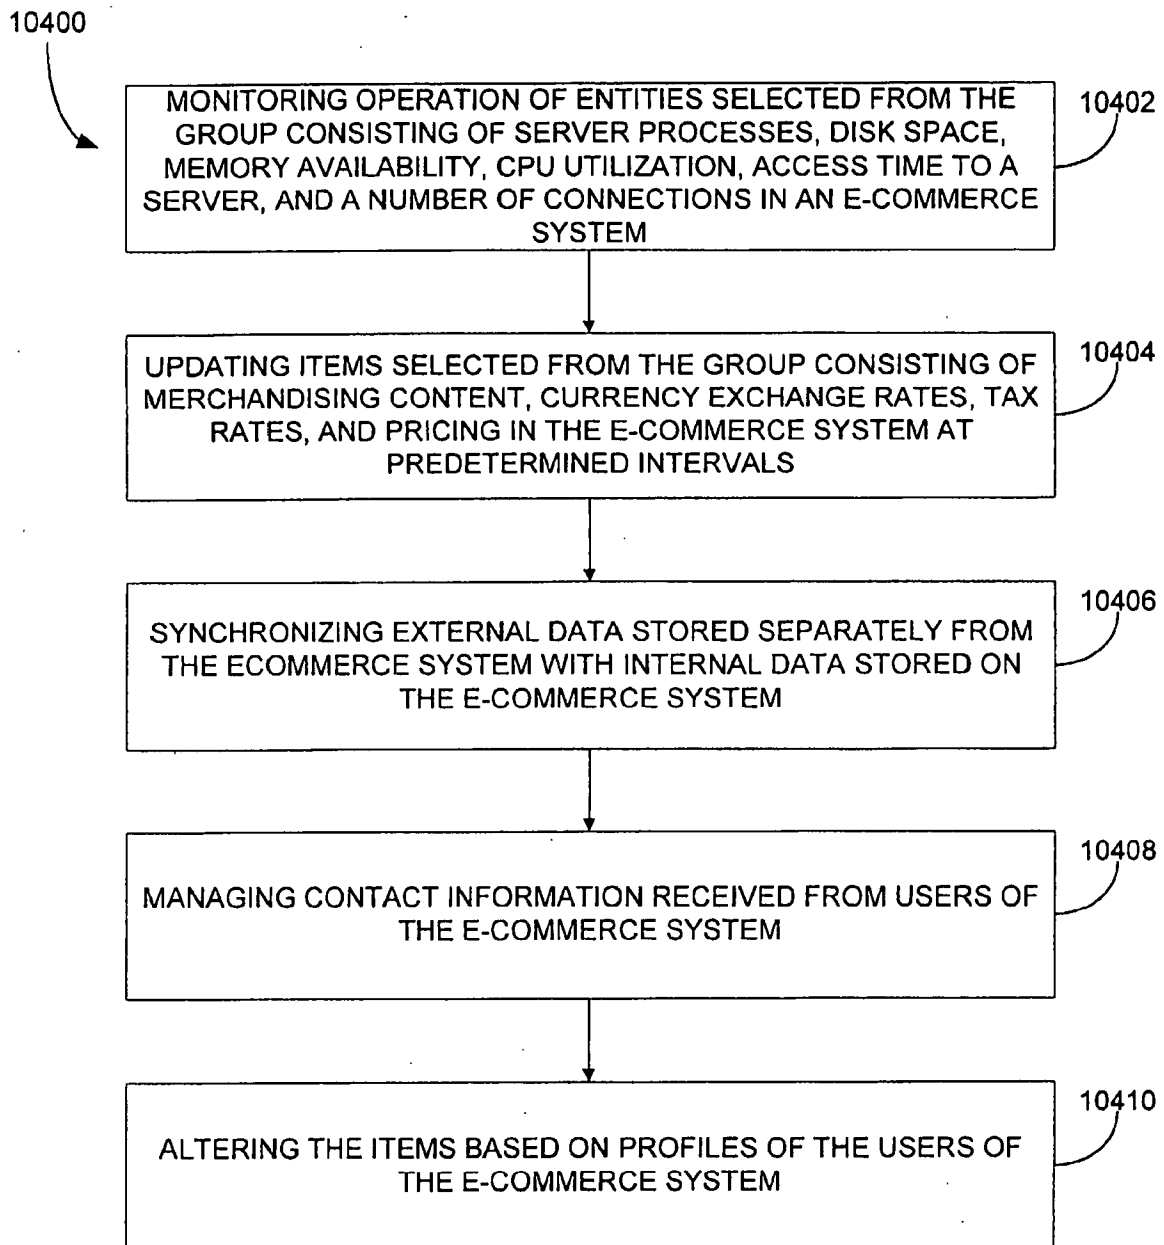 10400
MONITORING OPERATION OF ENTITIES SELECTED FROM THE
GROUP CONSISTING OF SERVER PROCESSES, DISK SPACE,
MEMORY AVAILABILITY, CPU UTILIZATION, ACCESS TIME TO A
SERVER, AND A NUMBER OF CONNECTIONS IN AN E-COMMERCE
SYSTEM
10402
UPDATING ITEMS SELECTED FROM THE GROUP CONSISTING OF
MERCHANDISING CONTENT, CURRENCY EXCHANGE RATES, TAX
RATES, AND PRICING IN THE E-COMMERCE SYSTEM AT
PREDETERMINED INTERVALS
10404
SYNCHRONIZING EXTERNAL DATA STORED SEPARATELY FROM
THE ECOMMERCE SYSTEM WITH INTERNAL DATA STORED ON
THE E-COMMERCE SYSTEM
10406
MANAGING CONTACT INFORMATION RECEIVED FROM USERS OF
THE E-COMMERCE SYSTEM
10408
ALTERING THE ITEMS BASED ON PROFILES OF THE USERS OF
THE E-COMMERCE SYSTEM
10410